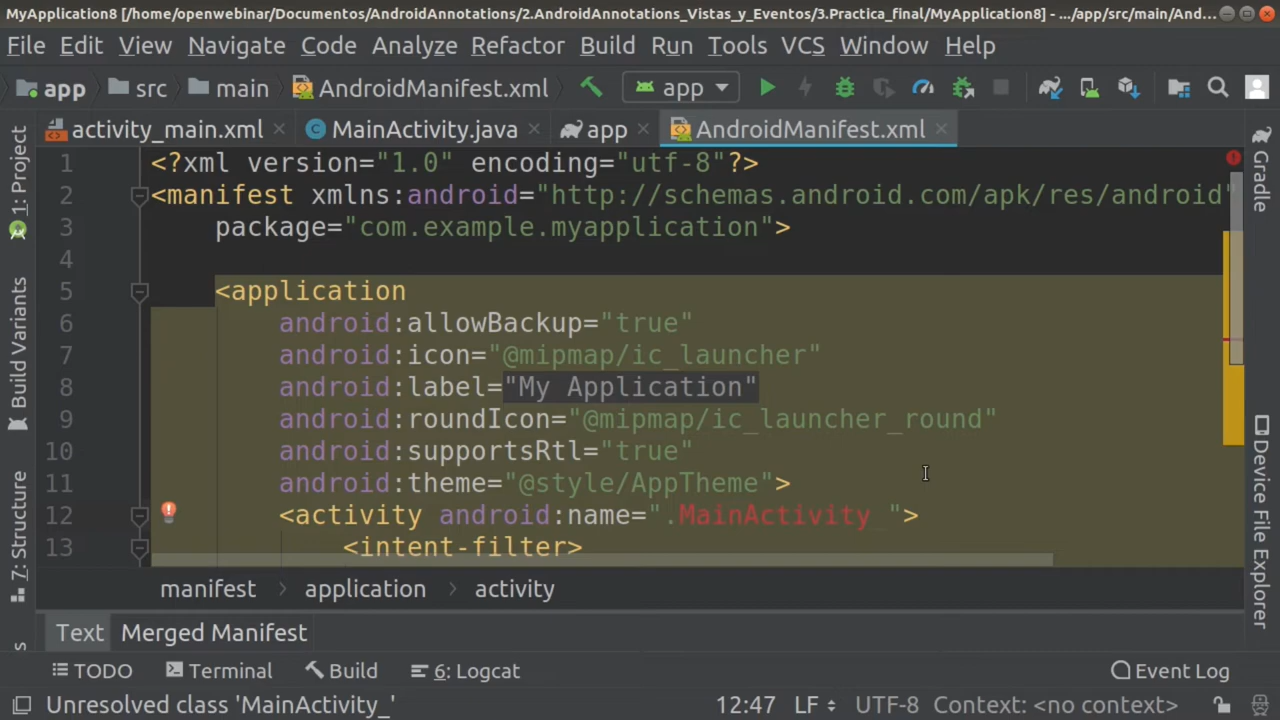 MyApplication8 [/home/openwebinar/Documentos/AndroidAnnotations/2.AndroidAnnotations_Vistas_y_Eventos/3.Practica_final/MyApplication8] - .../app/src/main/And...
File Edit View Navigate Code Analyze Refactor Build Run Tools VCS Window Help
app src main AndroidManifest.xml app
activity_main.xml MainActivity.java app AndroidManifest.xml
1 <?xml version="1.0" encoding="utf-8"?>
2 <manifest xmlns:android="http://schemas.android.com/apk/res/android"
3 package="com.example.myapplication">
4
5 <application
6 android:allowBackup="true"
7 android:icon="@mipmap/ic_launcher"
8 android:label="My Application"
9 android:roundIcon="@mipmap/ic_launcher_round"
10 android:supportsRtl="true"
11 android:theme="@style/AppTheme">
12 <activity android:name=".MainActivity_">
13 <intent-filter>
1: Project
Build Variants
7: Structure
Gradle
Device File Explorer
manifest application activity
Text Merged Manifest
TODO Terminal Build 6: Logcat Event Log
Unresolved class 'MainActivity_' 12:47 LF UTF-8 Context: <no context>